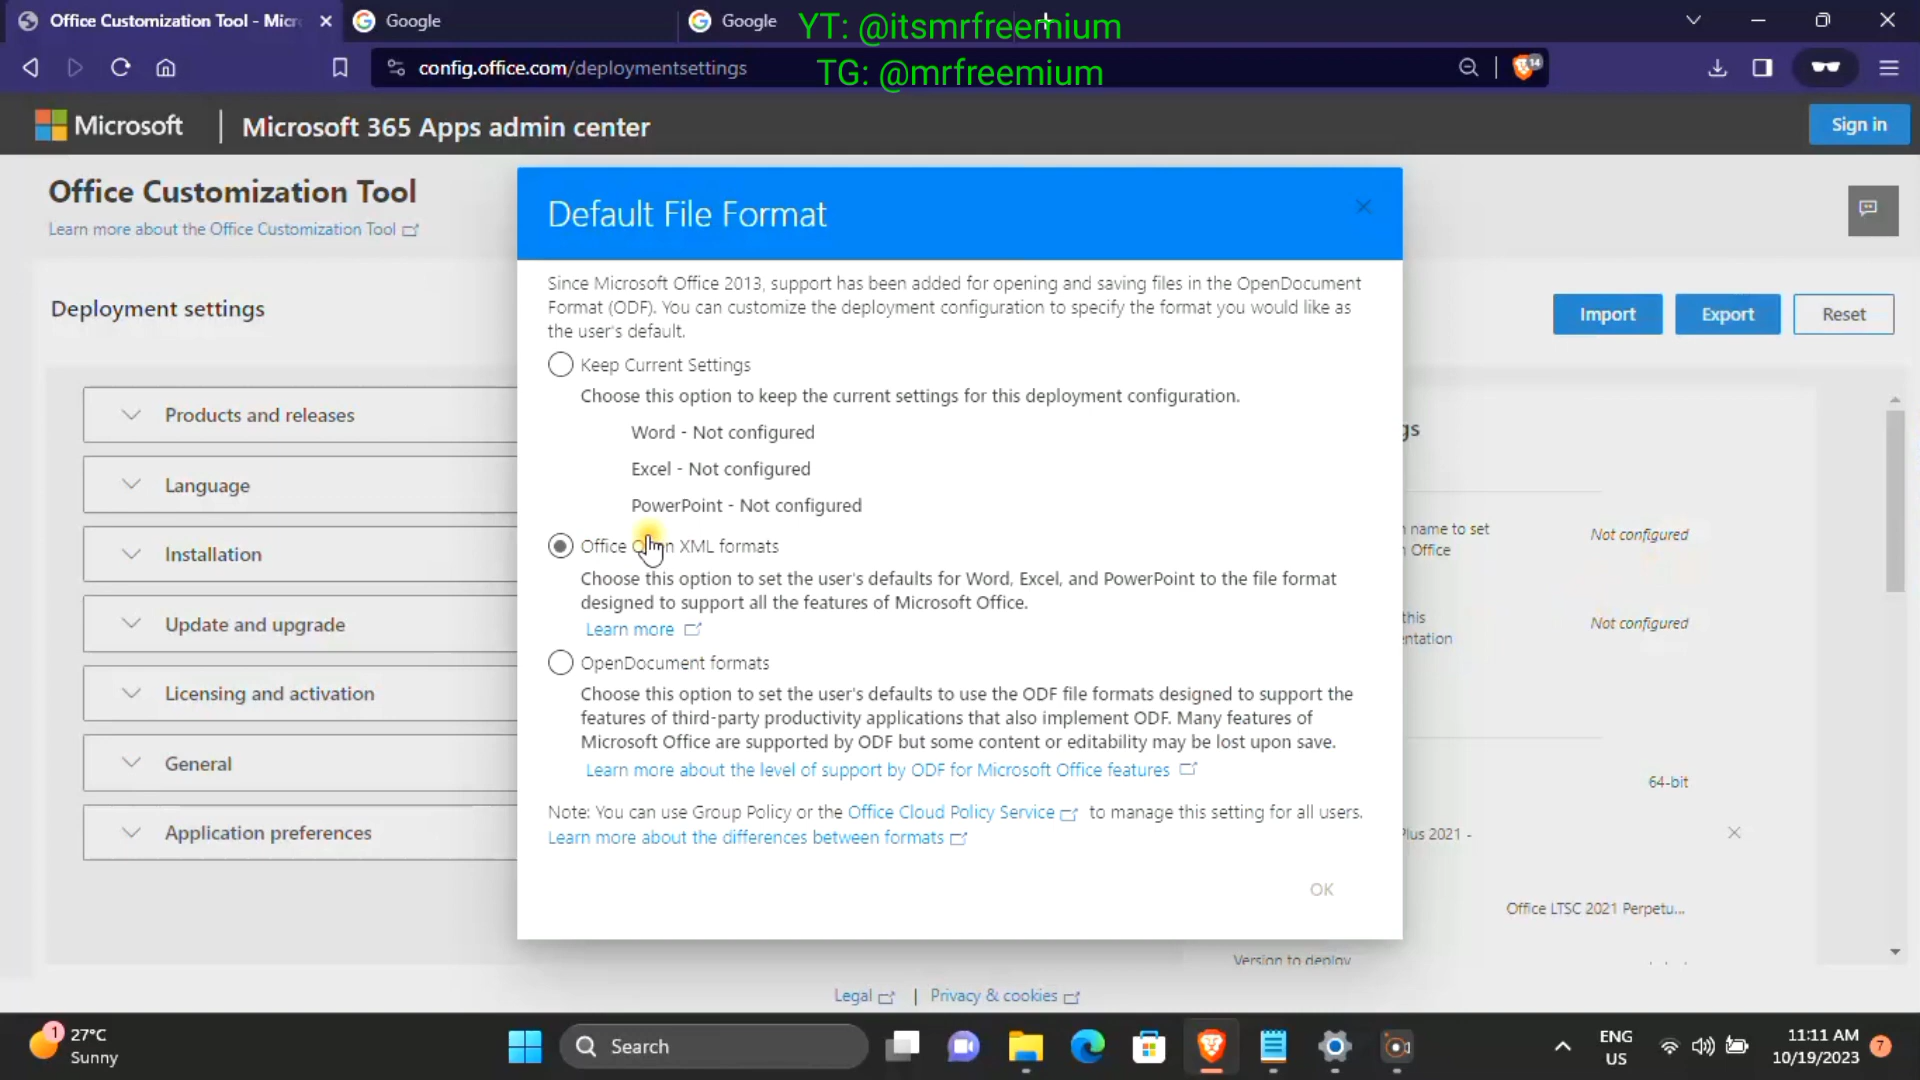 Office Customization Tool - Micr
Google
Google
YT: @itsmrfreemium
config.office.com/deploymentsettings
TG: @mrfreemium
14
Microsoft
Microsoft 365 Apps admin center
Sign in
Office Customization Tool
Learn more about the Office Customization Tool
Deployment settings
Import
Export
Reset
Products and releases
Language
Installation
Update and upgrade
Licensing and activation
General
Application preferences
Default File Format
Since Microsoft Office 2013, support has been added for opening and saving files in the OpenDocument
Format (ODF). You can customize the deployment configuration to specify the format you would like as
the user's default.
Keep Current Settings
Choose this option to keep the current settings for this deployment configuration.
Word - Not configured
Excel - Not configured
PowerPoint - Not configured
Office XML formats
Choose this option to set the user's defaults for Word, Excel, and PowerPoint to the file format
designed to support all the features of Microsoft Office.
Learn more
OpenDocument formats
Choose this option to set the user's defaults to use the ODF file formats designed to support the
features of third-party productivity applications that also implement ODF. Many features of
Microsoft Office are supported by ODF but some content or editability may be lost upon save.
Learn more about the level of support by ODF for Microsoft Office features
Note: You can use Group Policy or the Office Cloud Policy Service to manage this setting for all users.
Learn more about the differences between formats
OK
gs
n name to set
Office
Not configured
this
entation
Not configured
64-bit
Plus 2021 -
Office LTSC 2021 Perpetu...
Version to deploy
Legal | Privacy & cookies
1
27°C
Sunny
Search
ENG
US
11:11 AM
10/19/2023
7